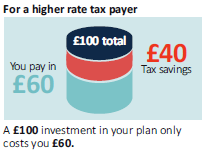 For a higher rate tax payer
£100 total
You pay in
£60
£40
Tax savings
A £100 investment in your plan only
costs you £60.